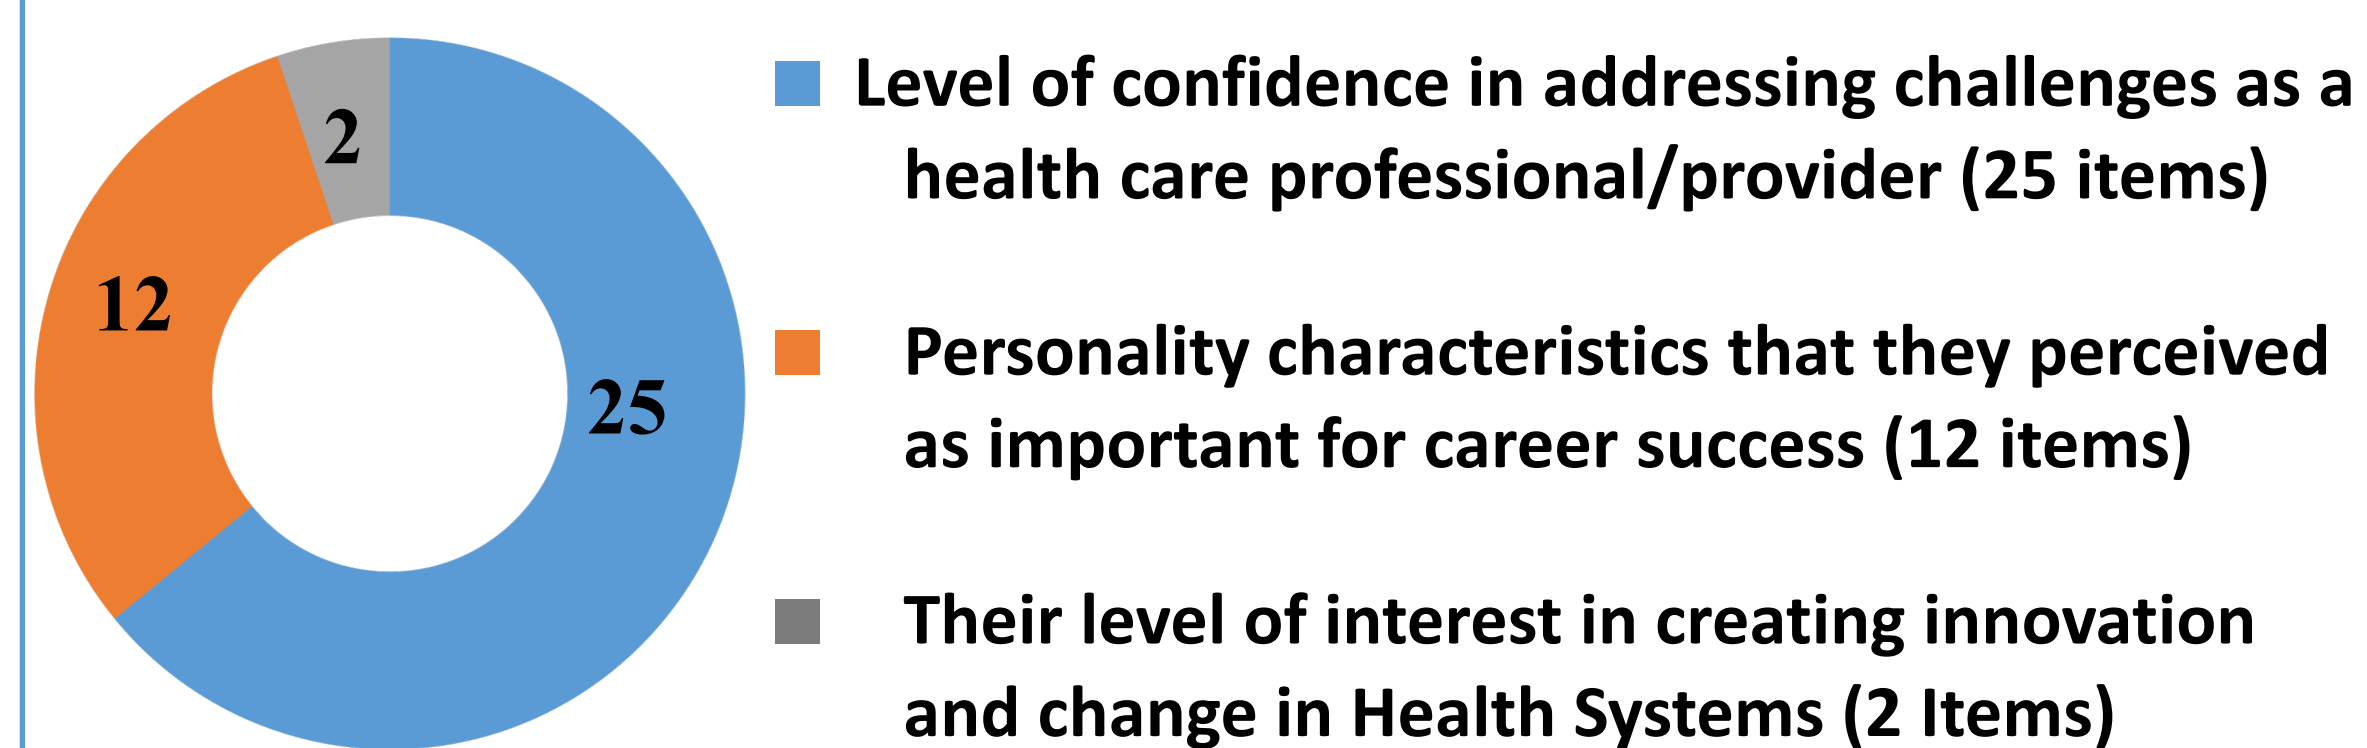 2
12
25
Level of confidence in addressing challenges as a
health care professional/provider (25 items)
Personality characteristics that they perceived
as important for career success (12 items)
Their level of interest in creating innovation
and change in Health Systems (2 Items)